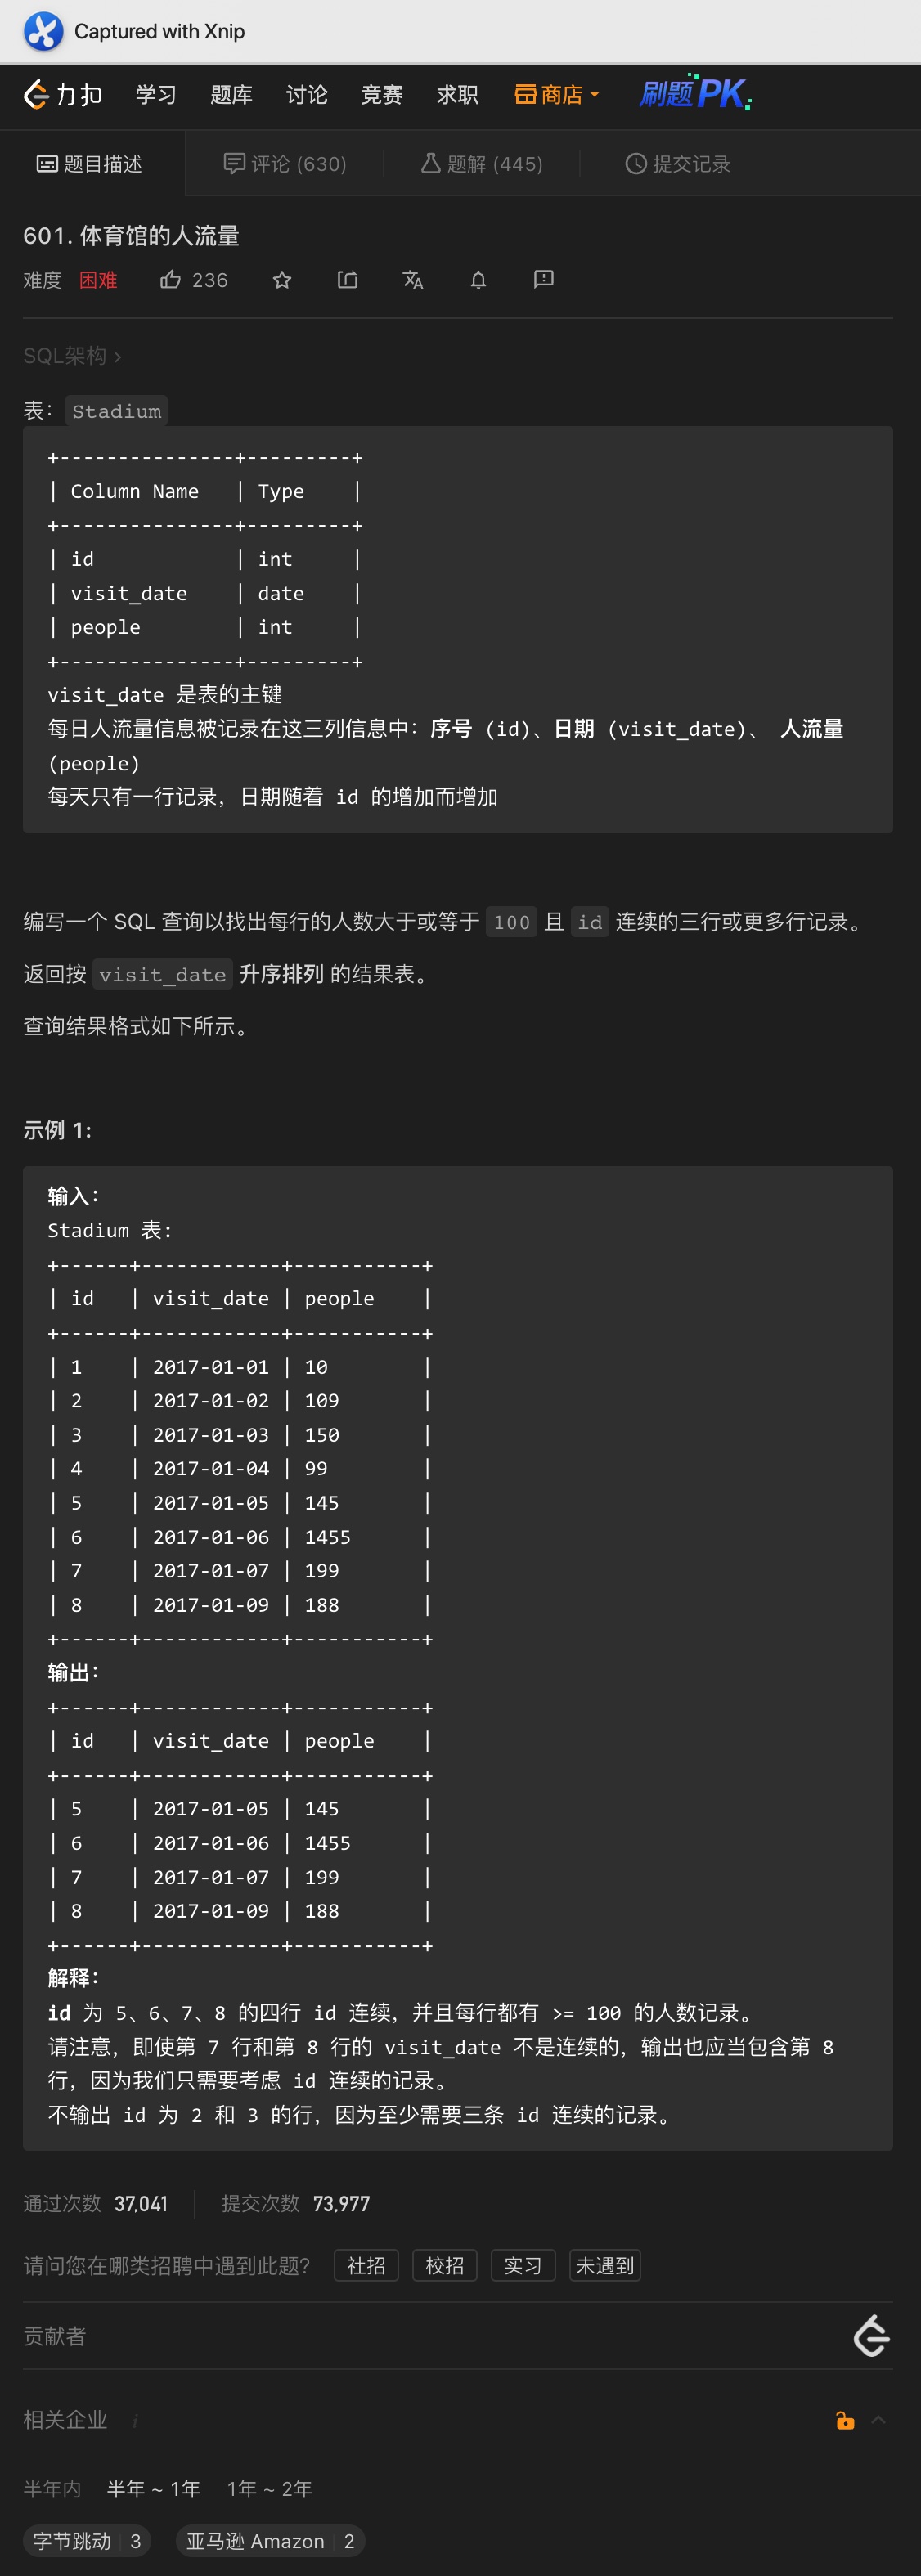 Captured with Xnip
力扣 学习 题库 讨论 竞赛 求职 商店 刷题PK
题目描述 评论 (630) 题解 (445) 提交记录
601. 体育馆的人流量
难度 困难 236
SQL架构 ›
表：Stadium
+---------------+---------+
| Column Name   | Type    |
+---------------+---------+
| id            | int     |
| visit_date    | date    |
| people        | int     |
+---------------+---------+
visit_date 是表的主键
每日人流量信息被记录在这三列信息中：序号 (id)、日期 (visit_date)、 人流量
(people)
每天只有一行记录，日期随着 id 的增加而增加
编写一个 SQL 查询以找出每行的人数大于或等于 100 且 id 连续的三行或更多行记录。
返回按 visit_date 升序排列 的结果表。
查询结果格式如下所示。
示例 1:
输入：
Stadium 表:
+------+------------+-----------+
| id   | visit_date | people    |
+------+------------+-----------+
| 1    | 2017-01-01 | 10        |
| 2    | 2017-01-02 | 109       |
| 3    | 2017-01-03 | 150       |
| 4    | 2017-01-04 | 99        |
| 5    | 2017-01-05 | 145       |
| 6    | 2017-01-06 | 1455      |
| 7    | 2017-01-07 | 199       |
| 8    | 2017-01-09 | 188       |
+------+------------+-----------+
输出：
+------+------------+-----------+
| id   | visit_date | people    |
+------+------------+-----------+
| 5    | 2017-01-05 | 145       |
| 6    | 2017-01-06 | 1455      |
| 7    | 2017-01-07 | 199       |
| 8    | 2017-01-09 | 188       |
+------+------------+-----------+
解释：
id 为 5、6、7、8 的四行 id 连续，并且每行都有 >= 100 的人数记录。
请注意，即使第 7 行和第 8 行的 visit_date 不是连续的，输出也应当包含第 8
行，因为我们只需要考虑 id 连续的记录。
不输出 id 为 2 和 3 的行，因为至少需要三条 id 连续的记录。
通过次数 37,041 提交次数 73,977
请问您在哪类招聘中遇到此题？ 社招 校招 实习 未遇到
贡献者
相关企业 i
半年内 半年 ~ 1年 1年 ~ 2年
字节跳动 3 亚马逊 Amazon 2